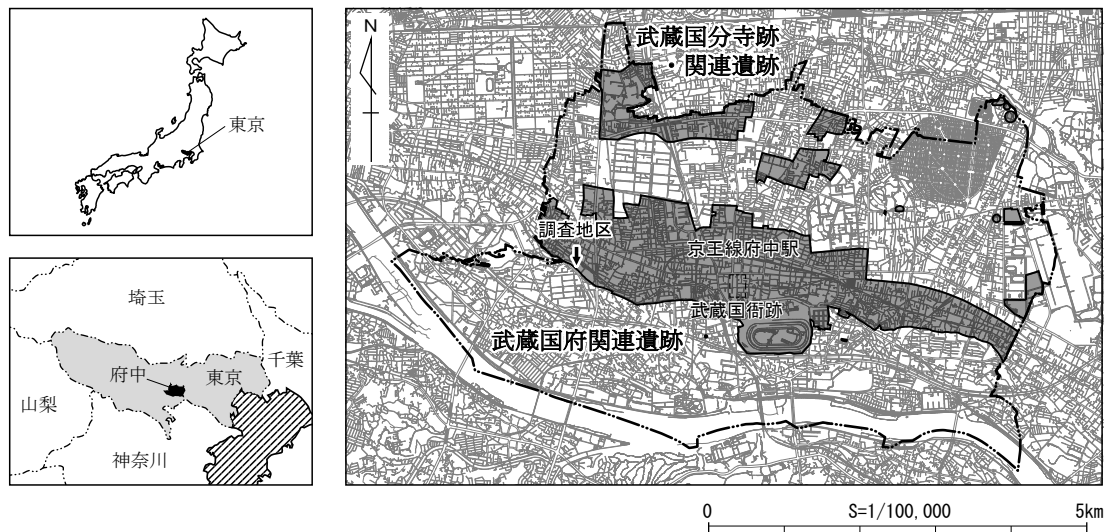 東京
埼玉
千葉
府中
東京
山梨
神奈川
N
武蔵国分寺跡
・関連遺跡
調査地区
京王線府中駅
武蔵国衙跡
武蔵国府関連遺跡
0
S=1/100,000
5km